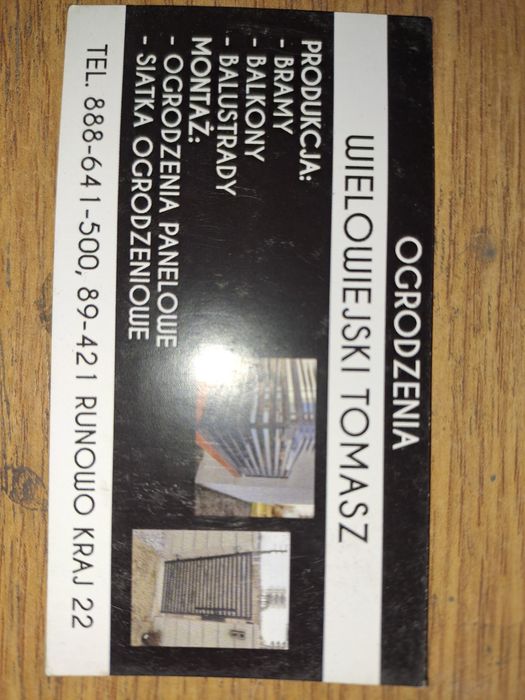 OGRODZENIA
WIELOWIEJSKI TOMASZ
PRODUKCJA:
- BRAMY
- BALKONY
- BALUSTRADY
MONTAŻ:
- OGRODZENIA PANELOWE
- SIATKA OGRODZENIOWE
TEL. 888-641-500, 89-421 RUNOWO KRAJ 22